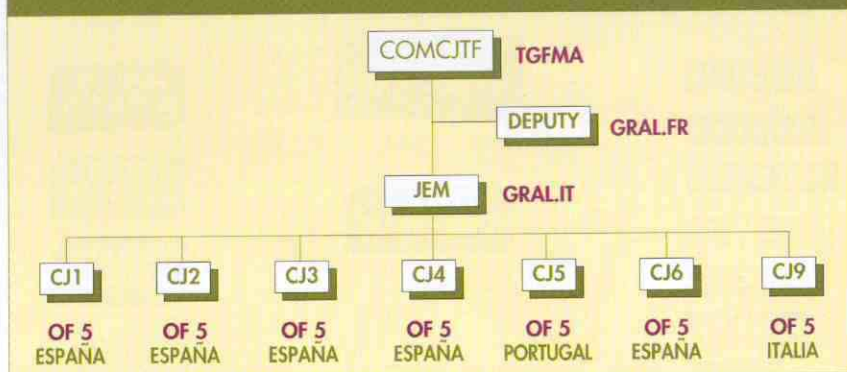 COMCJTF TGFMA
DEPUTY GRAL.FR
JEM GRAL.IT
CJ1 CJ2 CJ3 CJ4 CJ5 CJ6 CJ9
OF 5 OF 5 OF 5 OF 5 OF 5 OF 5 OF 5
ESPAÑA ESPAÑA ESPAÑA ESPAÑA PORTUGAL ESPAÑA ITALIA